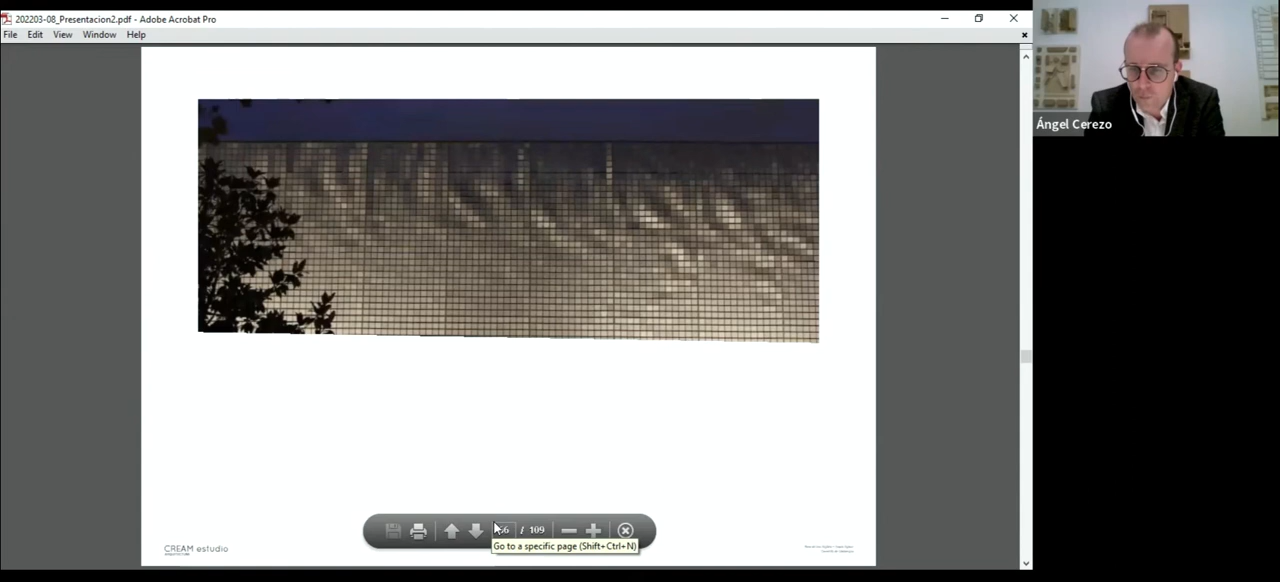 202203-08_Presentacion2.pdf - Adobe Acrobat Pro
File Edit View Window Help
Ángel Cerezo
/ 109
Go to a specific page (Shift+Ctrl+N)
CREAM estudio